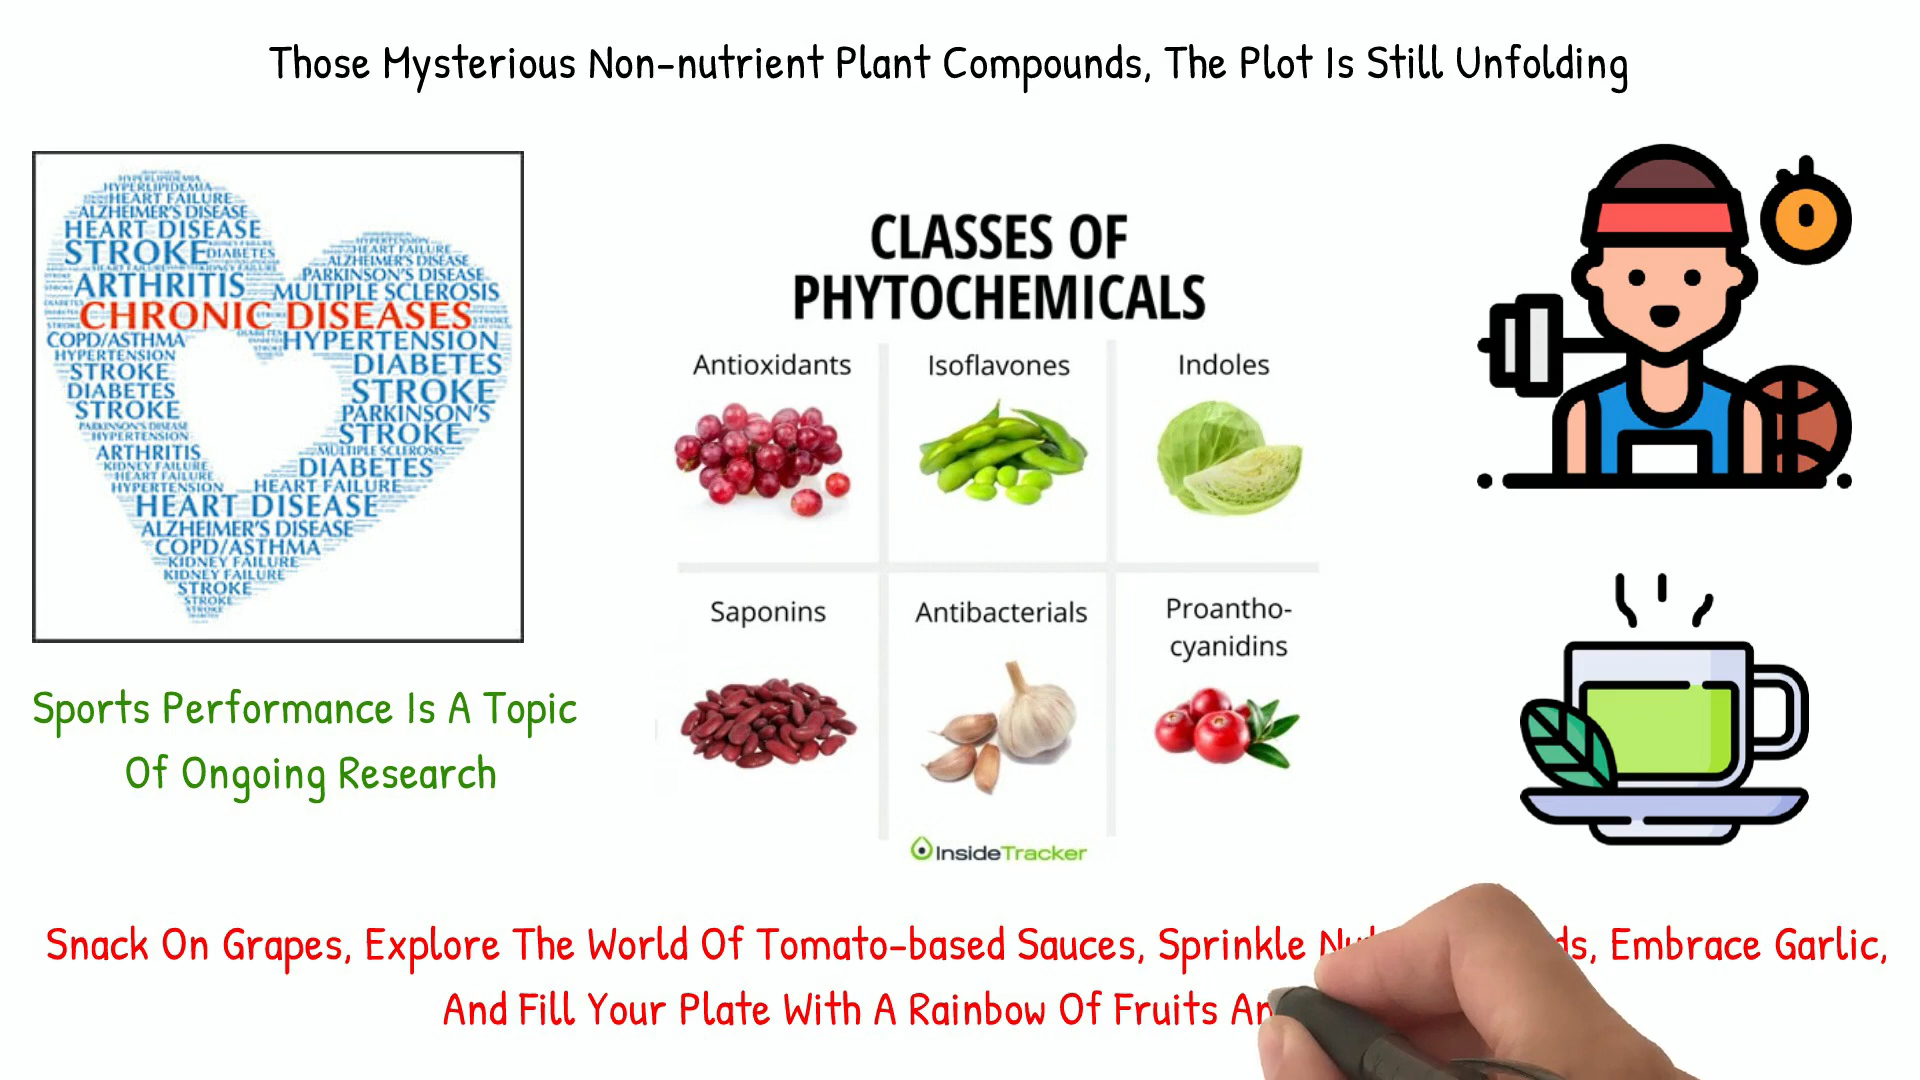 Those Mysterious Non-nutrient Plant Compounds, The Plot Is Still Unfolding
HYPERLIPIDEMIA
HYPERLIPIDEMIA
HEART FAILURE
ALZHEIMER'S DISEASE
HEART DISEASE
STROKE DIABETES
ARTHRITIS
HYPERTENSION
HEART FAILURE
ALZHEIMER'S DISEASE
PARKINSON'S DISEASE
MULTIPLE SCLEROSIS
CHRONIC DISEASES
COPD/ASTHMA
HYPERTENSION
STROKE
DIABETES
STROKE
PARKINSON'S DISEASE
HYPERTENSION
ARTHRITIS
KIDNEY FAILURE
HEART FAILURE
HYPERTENSION
HYPERTENSION
DIABETES
STROKE
PARKINSON'S
STROKE
MULTIPLE SCLEROSIS
DIABETES
HEART FAILURE
HEART DISEASE
ALZHEIMER'S DISEASE
COPD/ASTHMA
KIDNEY FAILURE
KIDNEY FAILURE
STROKE
STROKE
STROKE
Sports Performance Is A Topic
Of Ongoing Research
CLASSES OF
PHYTOCHEMICALS
Antioxidants Isoflavones Indoles
Saponins Antibacterials Proantho-
cyanidins
InsideTracker
Snack On Grapes, Explore The World Of Tomato-based Sauces, Sprinkle Embrace Garlic,
And Fill Your Plate With A Rainbow Of Fruits